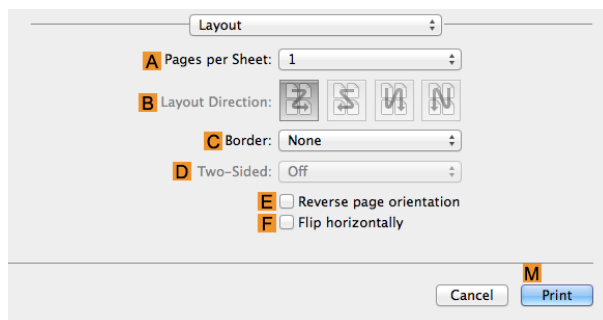 Layout
A Pages per Sheet: 1
B Layout Direction:
C Border: None
D Two-Sided: Off
E Reverse page orientation
F Flip horizontally
M
Cancel Print